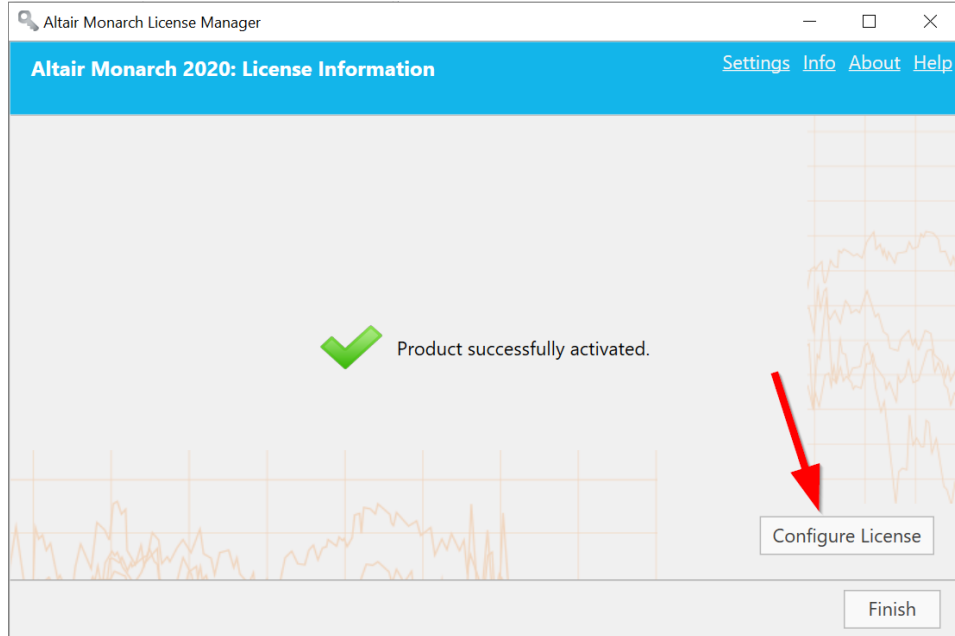 Altair Monarch License Manager
Altair Monarch 2020: License Information
Settings Info About Help
Product successfully activated.
Configure License
Finish